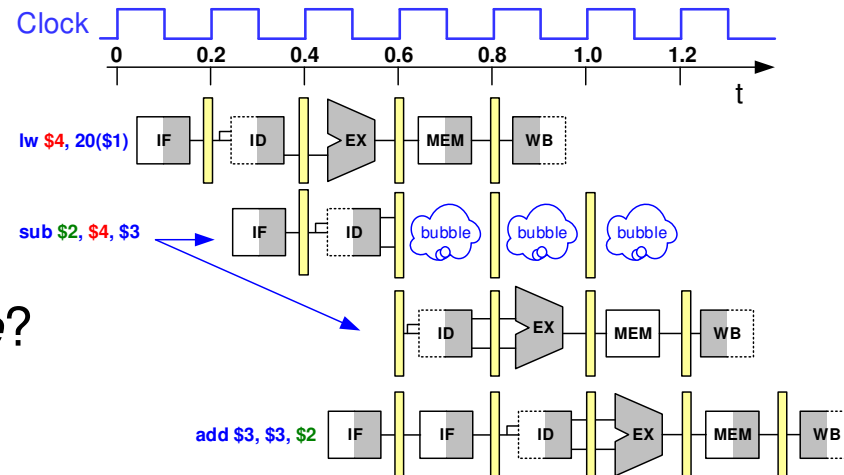 Clock
0 0.2 0.4 0.6 0.8 1.0 1.2
t
lw $4, 20($1) IF ID EX MEM WB
sub $2, $4, $3 IF ID bubble bubble bubble
e?
ID EX MEM WB
add $3, $3, $2 IF IF ID EX MEM WB